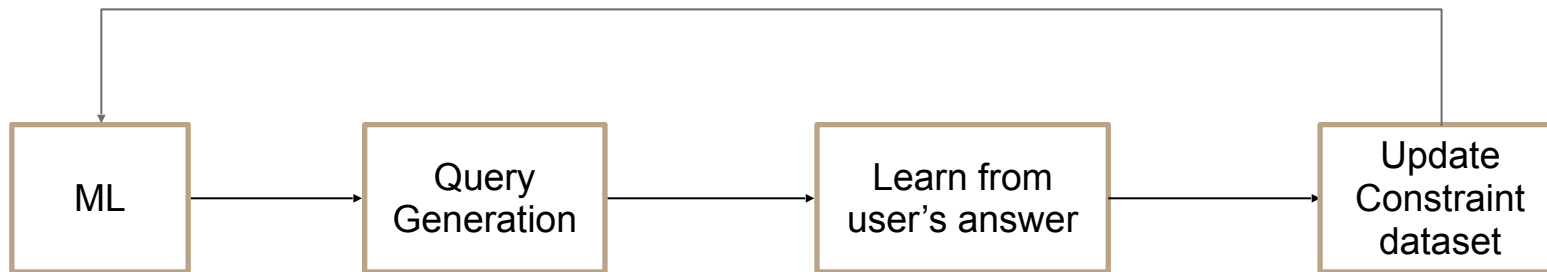 ML
Query
Generation
Learn from
user’s answer
Update
Constraint
dataset